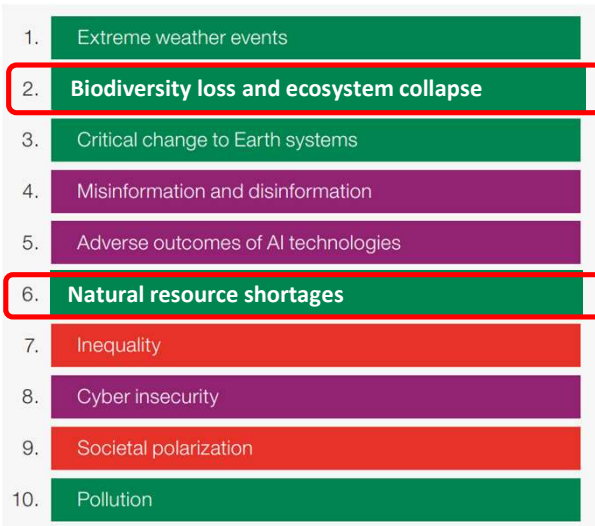 1. Extreme weather events
2. Biodiversity loss and ecosystem collapse
3. Critical change to Earth systems
4. Misinformation and disinformation
5. Adverse outcomes of AI technologies
6. Natural resource shortages
7. Inequality
8. Cyber insecurity
9. Societal polarization
10. Pollution